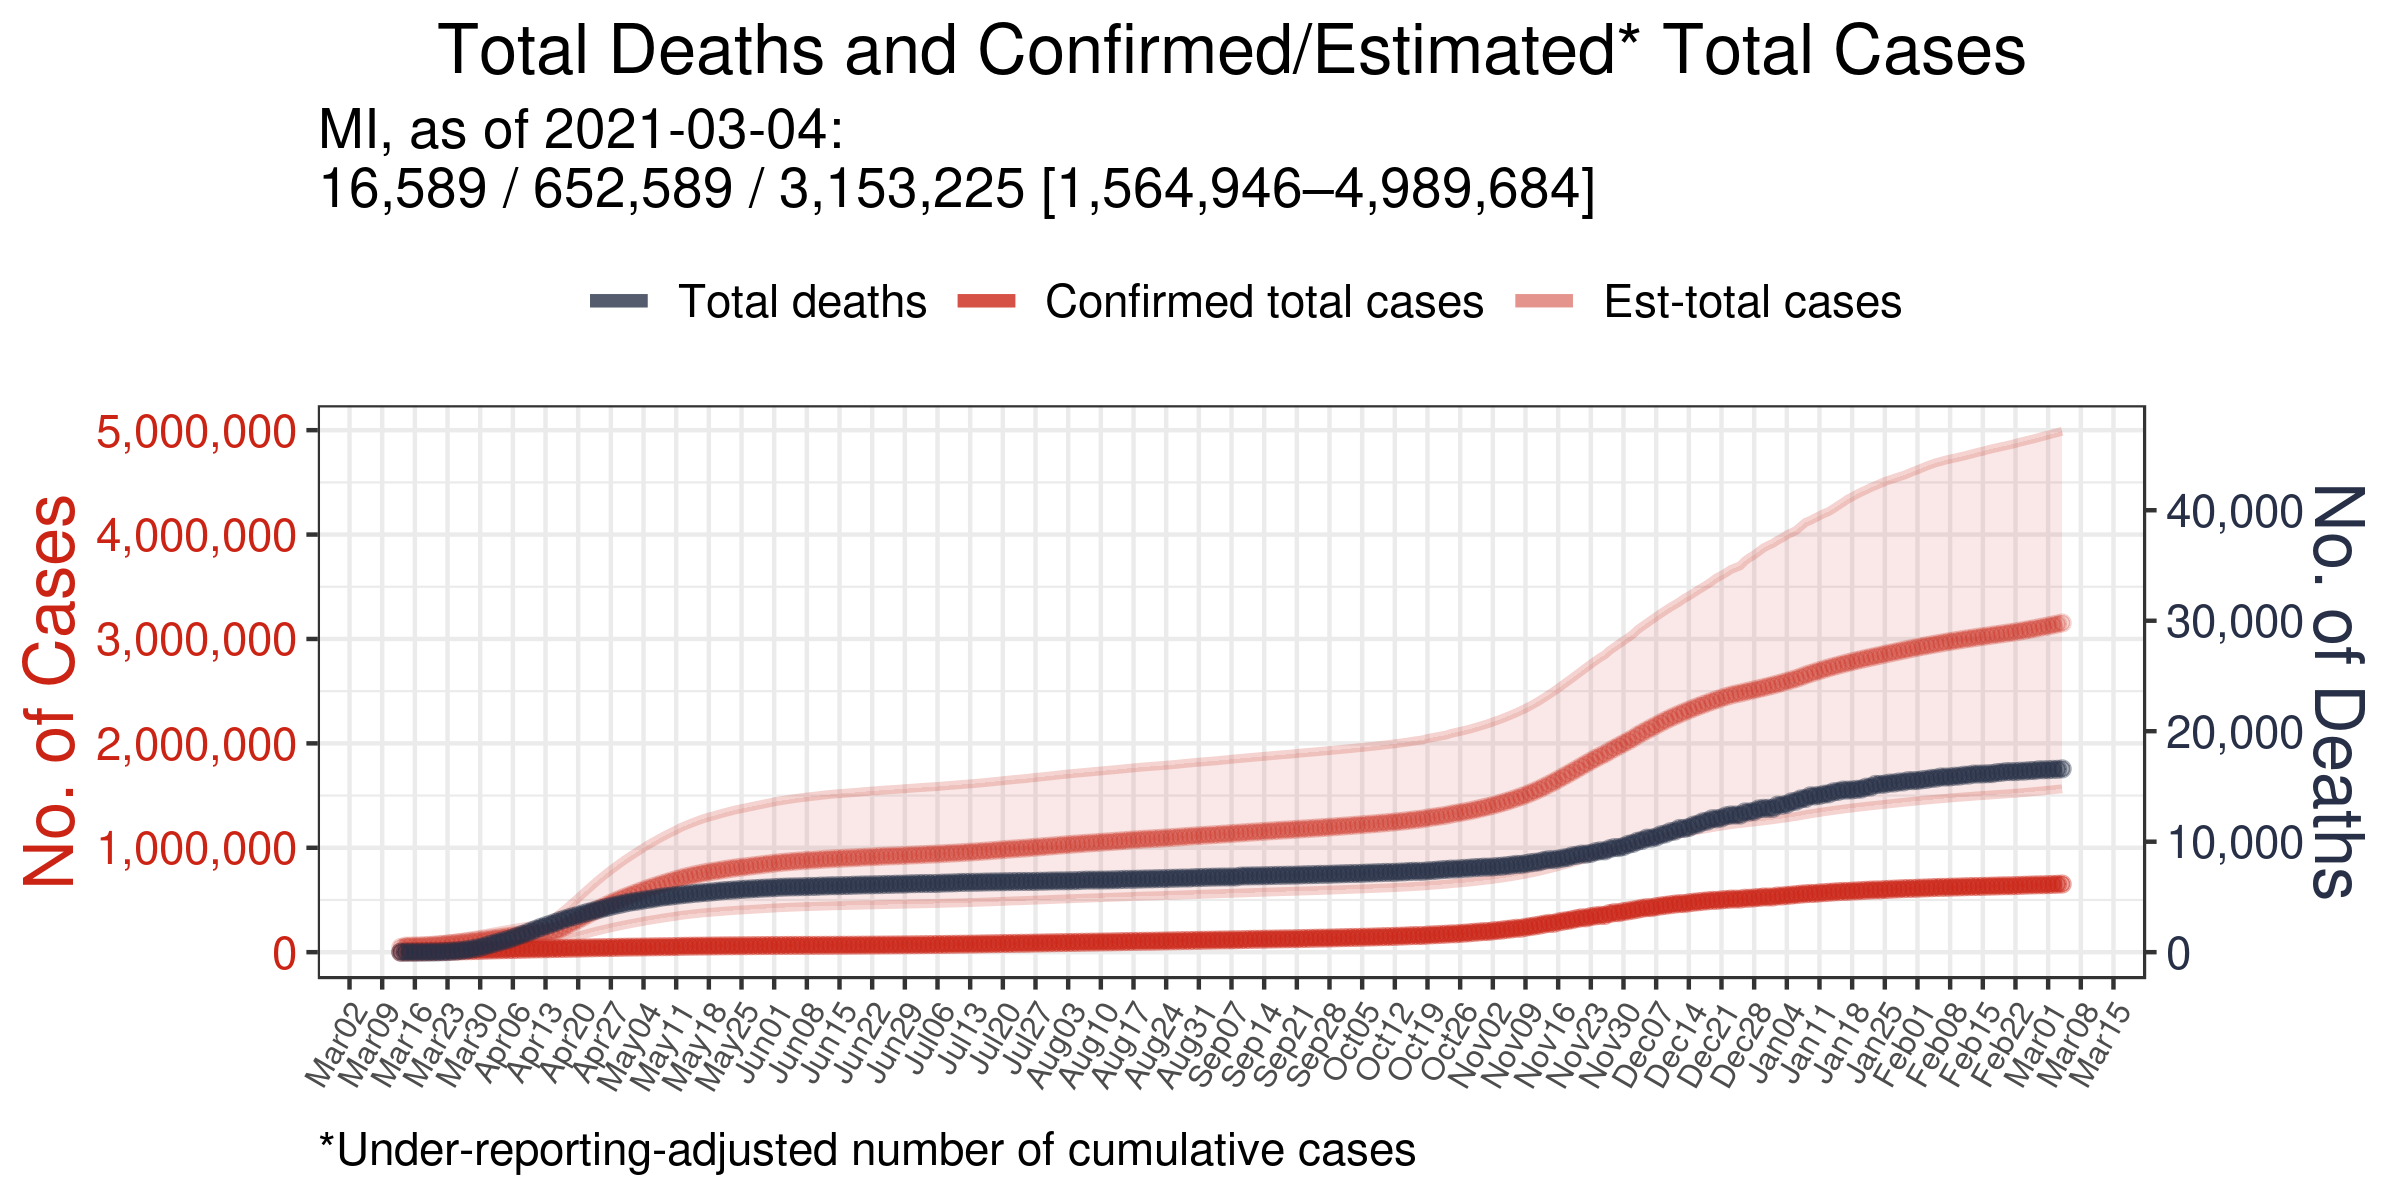 Total Deaths and Confirmed/Estimated* Total Cases
MI, as of 2021-03-04:
16,589 / 652,589 / 3,153,225 [1,564,946–4,989,684]
Total deaths
Confirmed total cases
Est-total cases
No. of Cases
5,000,000
4,000,000
3,000,000
2,000,000
1,000,000
0
No. of Deaths
40,000
30,000
20,000
10,000
0
Mar02
Mar09
Mar16
Mar23
Mar30
Apr06
Apr13
Apr20
Apr27
May04
May11
May18
May25
Jun01
Jun08
Jun15
Jun22
Jun29
Jul06
Jul13
Jul20
Jul27
Aug03
Aug10
Aug17
Aug24
Aug31
Sep07
Sep14
Sep21
Sep28
Oct05
Oct12
Oct19
Oct26
Nov02
Nov09
Nov16
Nov23
Nov30
Dec07
Dec14
Dec21
Dec28
Jan04
Jan11
Jan18
Jan25
Feb01
Feb08
Feb15
Feb22
Mar01
Mar08
Mar15
*Under-reporting-adjusted number of cumulative cases